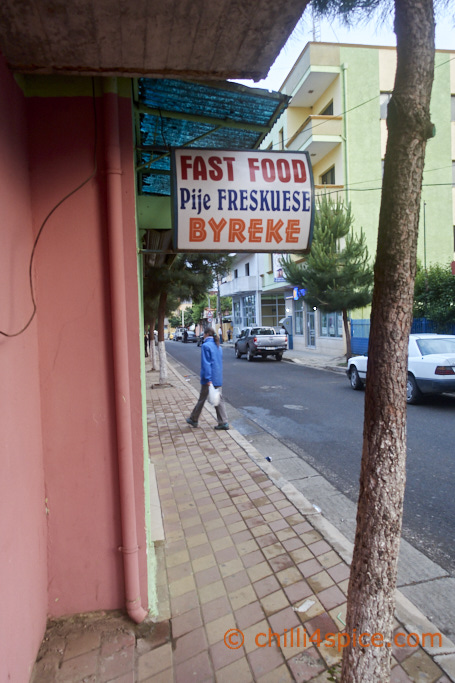 FAST FOOD
Pije FRESKUESE
BYREKE
© chilli4spice.com